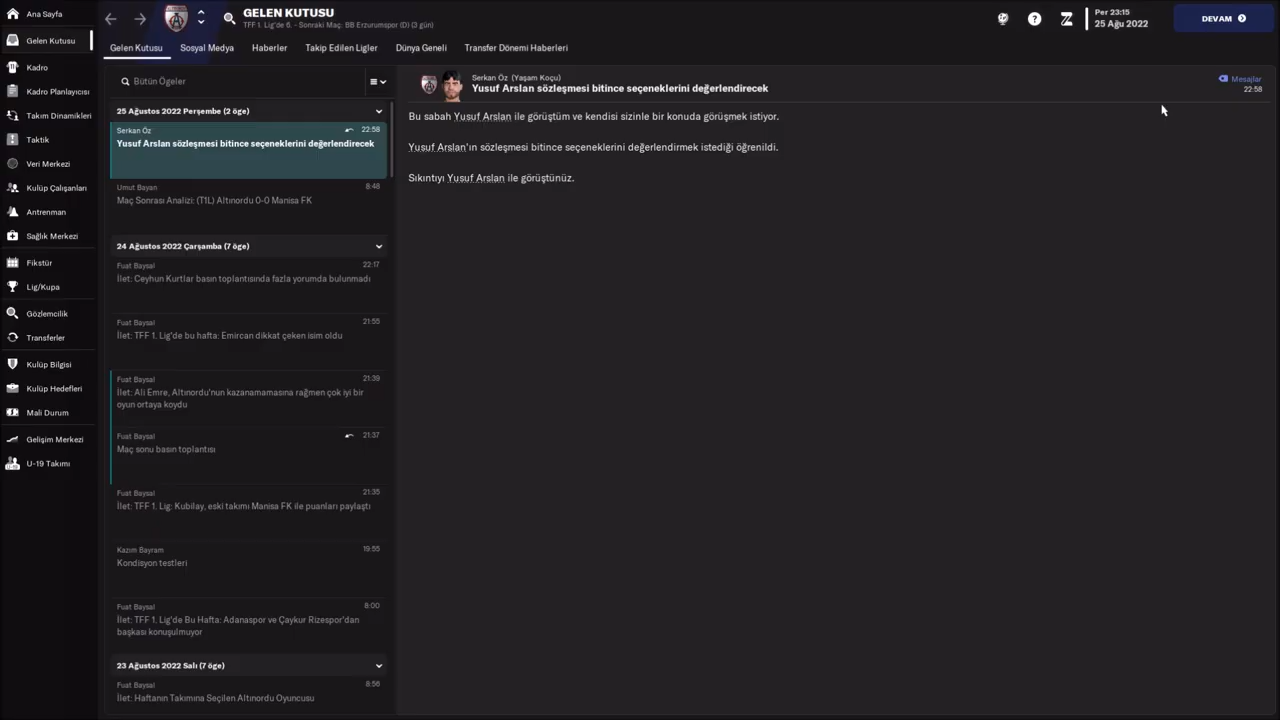 Ana Sayfa
Gelen Kutusu
Kadro
Kadro Planlayıcısı
Takım Dinamikleri
Taktik
Veri Merkezi
Kulüp Çalışanları
Antrenman
Sağlık Merkezi
Fikstür
Lig/Kupa
Gözlemcilik
Transferler
Kulüp Bilgisi
Kulüp Hedefleri
Mali Durum
Gelişim Merkezi
U-19 Takımı
GELEN KUTUSU
TFF 1. Lig'de 6. - Sonraki Maç: BB Erzurumspor (D) (3 gün)
Per 23:15
25 Ağu 2022
DEVAM
Gelen Kutusu Sosyal Medya Haberler Takip Edilen Ligler Dünya Geneli Transfer Dönemi Haberleri
Bütün Ögeler
25 Ağustos 2022 Perşembe (2 öge)
Serkan Öz 22:58
Yusuf Arslan sözleşmesi bitince seçeneklerini değerlendirecek
Umut Bayan 8:48
Maç Sonrası Analizi: (T1L) Altınordu 0-0 Manisa FK
24 Ağustos 2022 Çarşamba (7 öge)
Fuat Baysal 22:17
İlet: Ceyhun Kurtlar basın toplantısında fazla yorumda bulunmadı
Fuat Baysal 21:55
İlet: TFF 1. Lig'de bu hafta: Emircan dikkat çeken isim oldu
Fuat Baysal 21:39
İlet: Ali Emre, Altınordu'nun kazanamamasına rağmen çok iyi bir
oyun ortaya koydu
Fuat Baysal 21:37
Maç sonu basın toplantısı
Fuat Baysal 21:35
İlet: TFF 1. Lig: Kubilay, eski takımı Manisa FK ile puanları paylaştı
Kazım Bayram 19:55
Kondisyon testleri
Fuat Baysal 8:00
İlet: TFF 1. Lig'de Bu Hafta: Adanaspor ve Çaykur Rizespor'dan
başkası konuşulmuyor
23 Ağustos 2022 Salı (7 öge)
Fuat Baysal 8:56
İlet: Haftanın Takımına Seçilen Altınordu Oyuncusu
Serkan Öz (Yaşam Koçu)
Yusuf Arslan sözleşmesi bitince seçeneklerini değerlendirecek
Mesajlar
22:58
Bu sabah Yusuf Arslan ile görüştüm ve kendisi sizinle bir konuda görüşmek istiyor.
Yusuf Arslan'ın sözleşmesi bitince seçeneklerini değerlendirmek istediği öğrenildi.
Sıkıntıyı Yusuf Arslan ile görüştünüz.